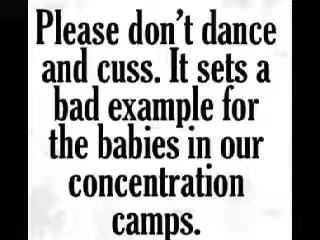 Please don't dance
and cuss. It sets a
bad example for
the babies in our
concentration
camps.